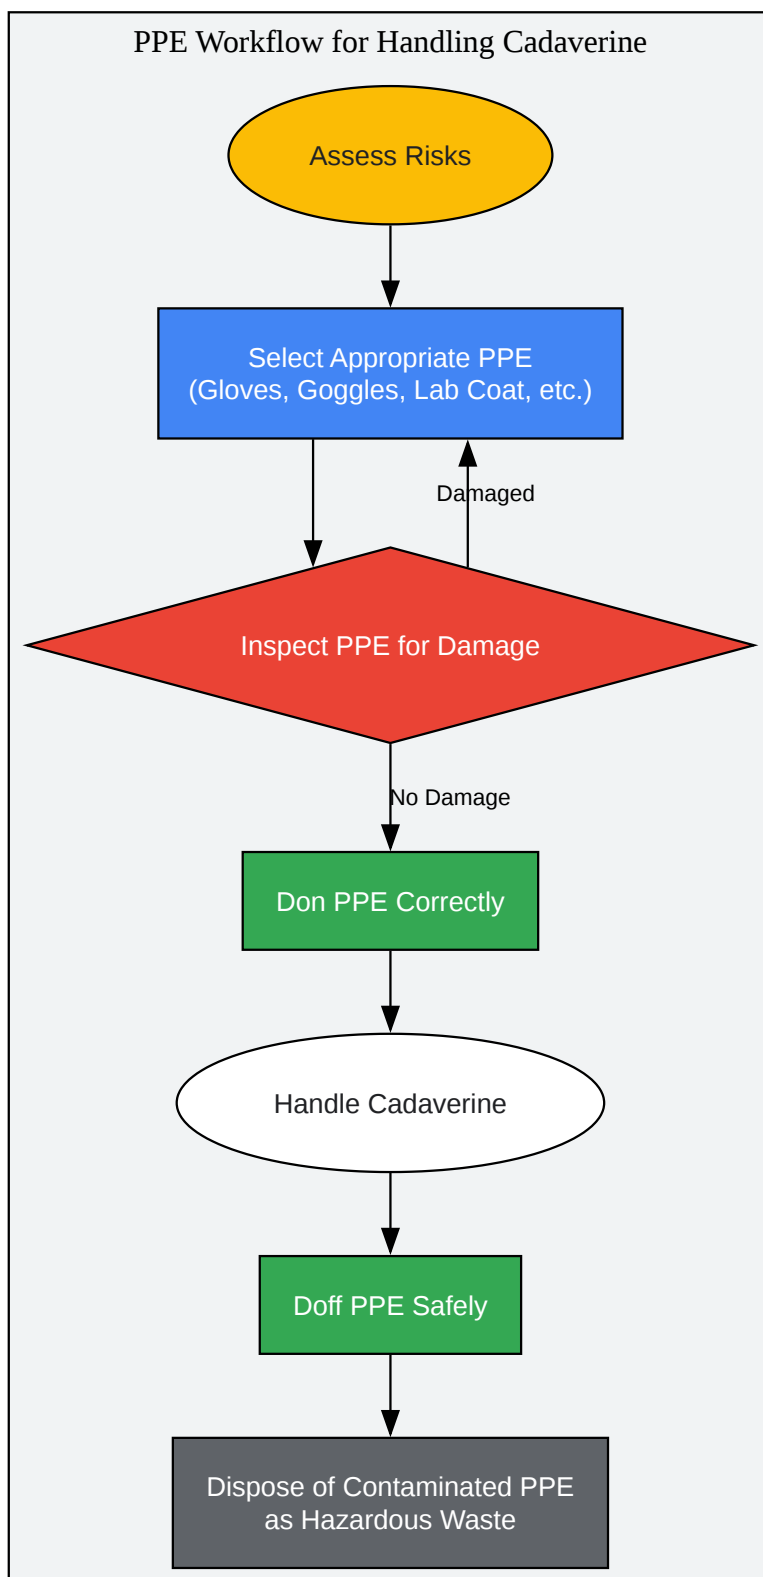 PPE Workflow for Handling Cadaverine
Assess Risks
Select Appropriate PPE
(Gloves, Goggles, Lab Coat, etc.)
Damaged
Inspect PPE for Damage
No Damage
Don PPE Correctly
Handle Cadaverine
Doff PPE Safely
Dispose of Contaminated PPE
as Hazardous Waste